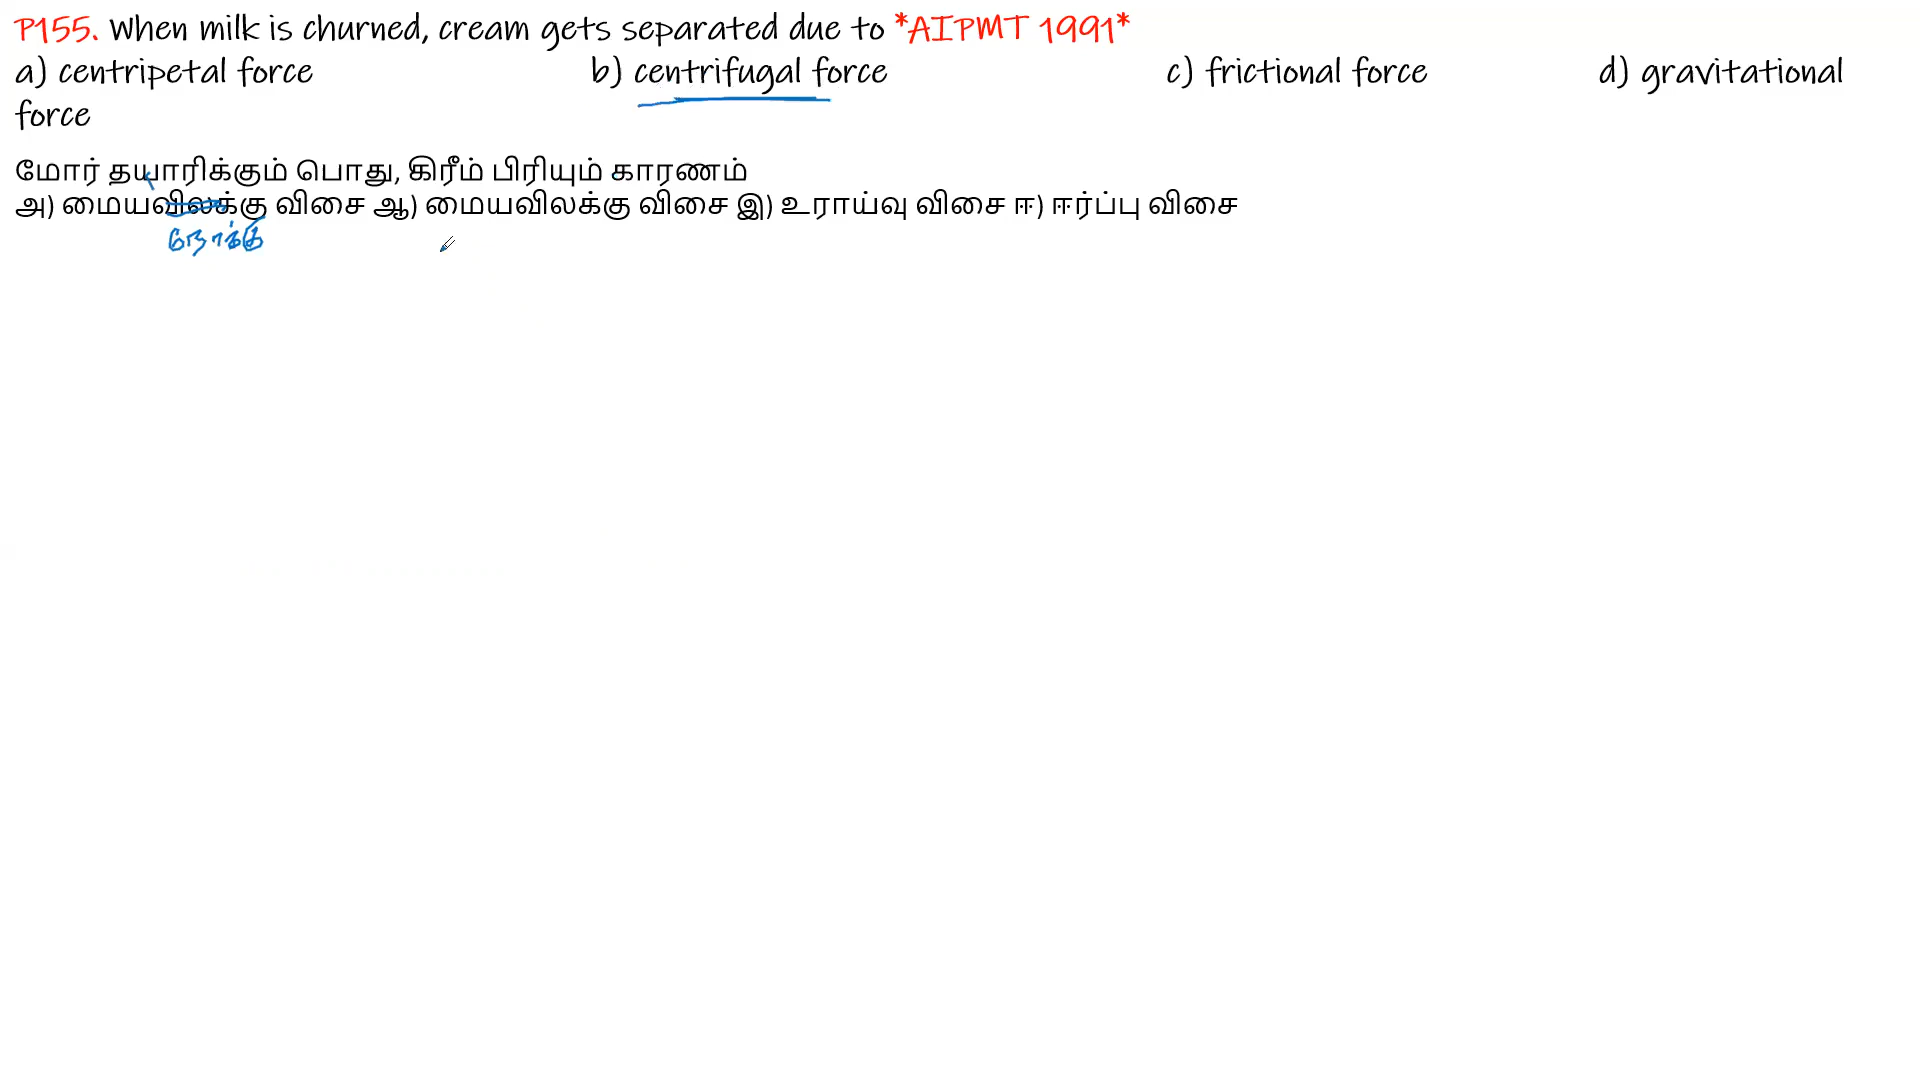 P155. When milk is churned, cream gets separated due to *AIPMT 1991*
a) centripetal force b) centrifugal force c) frictional force d) gravitational
force
மோர் தயாரிக்கும் பொது, கிரீம் பிரியும் காரணம்
அ) மையவிலக்கு விசை ஆ) மையவிலக்கு விசை இ) உராய்வு விசை ஈ) ஈர்ப்பு விசை
நோக்கு